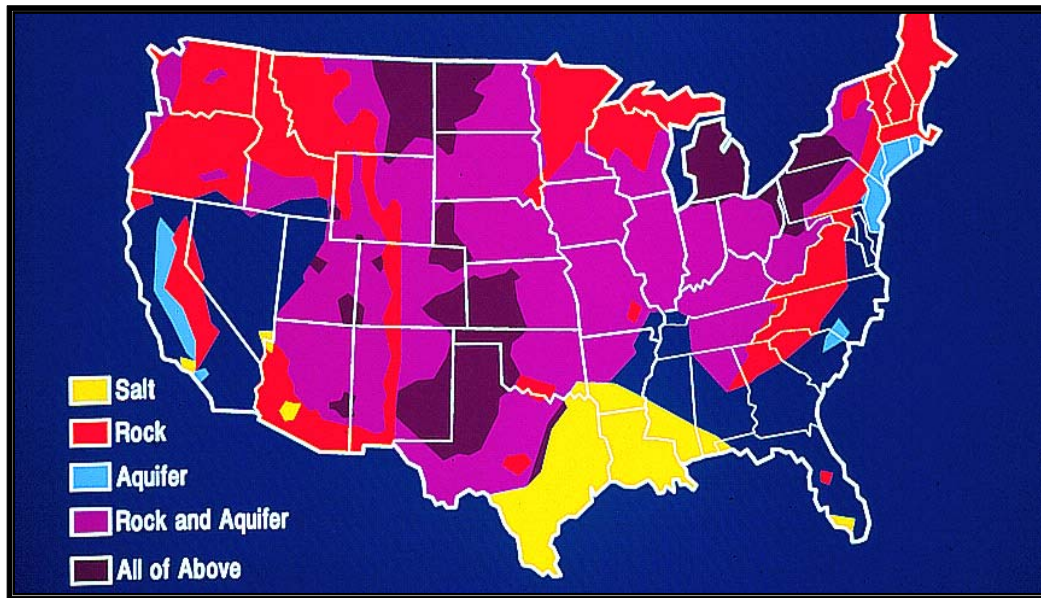 Salt
Rock
Aquifer
Rock and Aquifer
All of Above